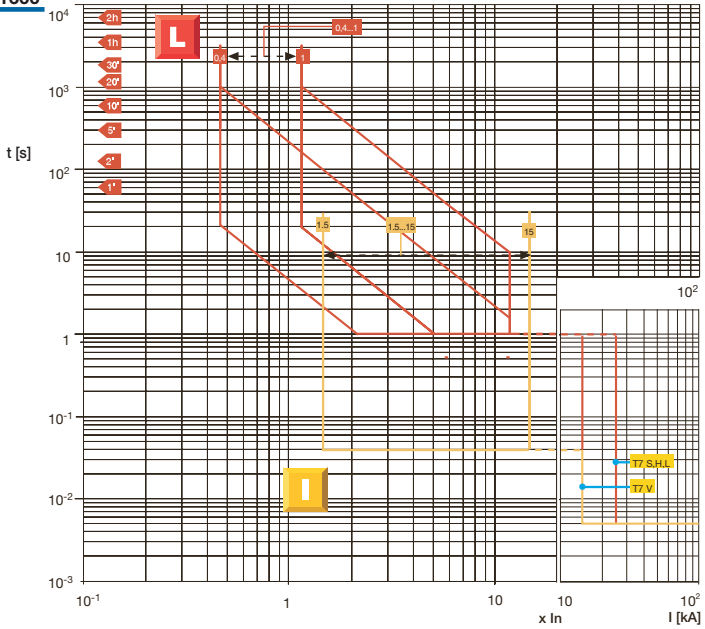 10⁴
2h
L
0,4...1
1h
0,4
1
30'
20'
10³
10'
5'
t [s]
2'
10²
1'
1.5
1.5...15
15
10
10²
1
10⁻¹
T7 S,H,L
I
T7 V
10⁻²
10⁻³
10⁻¹
1
10
10
10²
x In
I [kA]